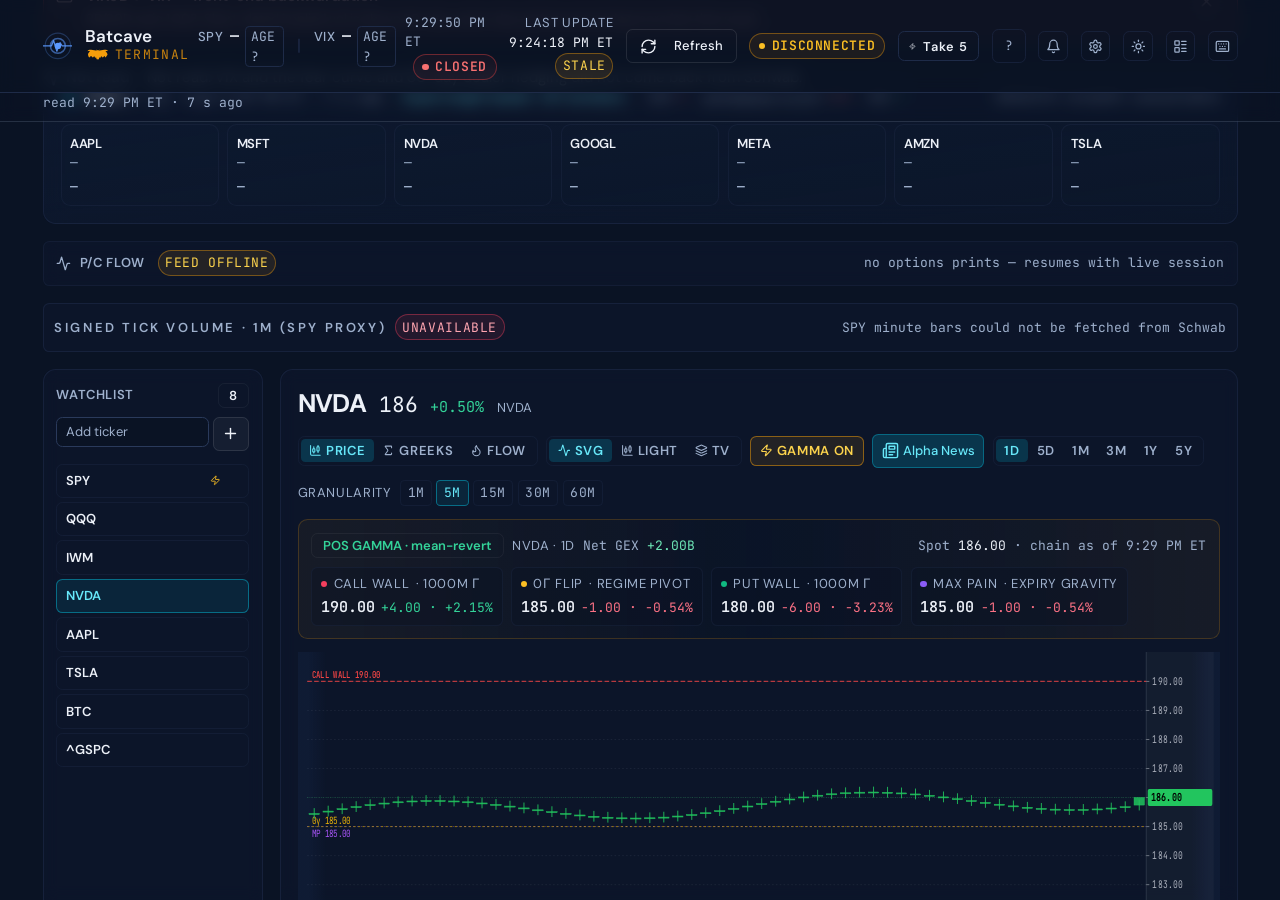 Batcave
TERMINAL
SPY — AGE ?
VIX — AGE ?
9:29:50 PM ET
CLOSED
LAST UPDATE
9:24:18 PM ET
STALE
Refresh
DISCONNECTED
Take 5
?
read 9:29 PM ET · 7 s ago
AAPL MSFT NVDA GOOGL META AMZN TSLA
— — — — — — —
— — — — — — —
P/C FLOW FEED OFFLINE no options prints — resumes with live session
SIGNED TICK VOLUME · 1M (SPY PROXY) UNAVAILABLE SPY minute bars could not be fetched from Schwab
WATCHLIST 8
Add ticker +
SPY
QQQ
IWM
NVDA
AAPL
TSLA
BTC
^GSPC
NVDA 186 +0.50% NVDA
PRICE GREEKS FLOW SVG LIGHT TV GAMMA ON Alpha News 1D 5D 1M 3M 1Y 5Y
GRANULARITY 1M 5M 15M 30M 60M
POS GAMMA · mean-revert NVDA · 1D Net GEX +2.00B Spot 186.00 · chain as of 9:29 PM ET
CALL WALL · 1000M Γ
190.00 +4.00 · +2.15%
0Γ FLIP · REGIME PIVOT
185.00 -1.00 · -0.54%
PUT WALL · 1000M Γ
180.00 -6.00 · -3.23%
MAX PAIN · EXPIRY GRAVITY
185.00 -1.00 · -0.54%
CALL WALL 190.00
0γ 185.00
MP 185.00
190.00
189.00
188.00
187.00
186.00
185.00
184.00
183.00